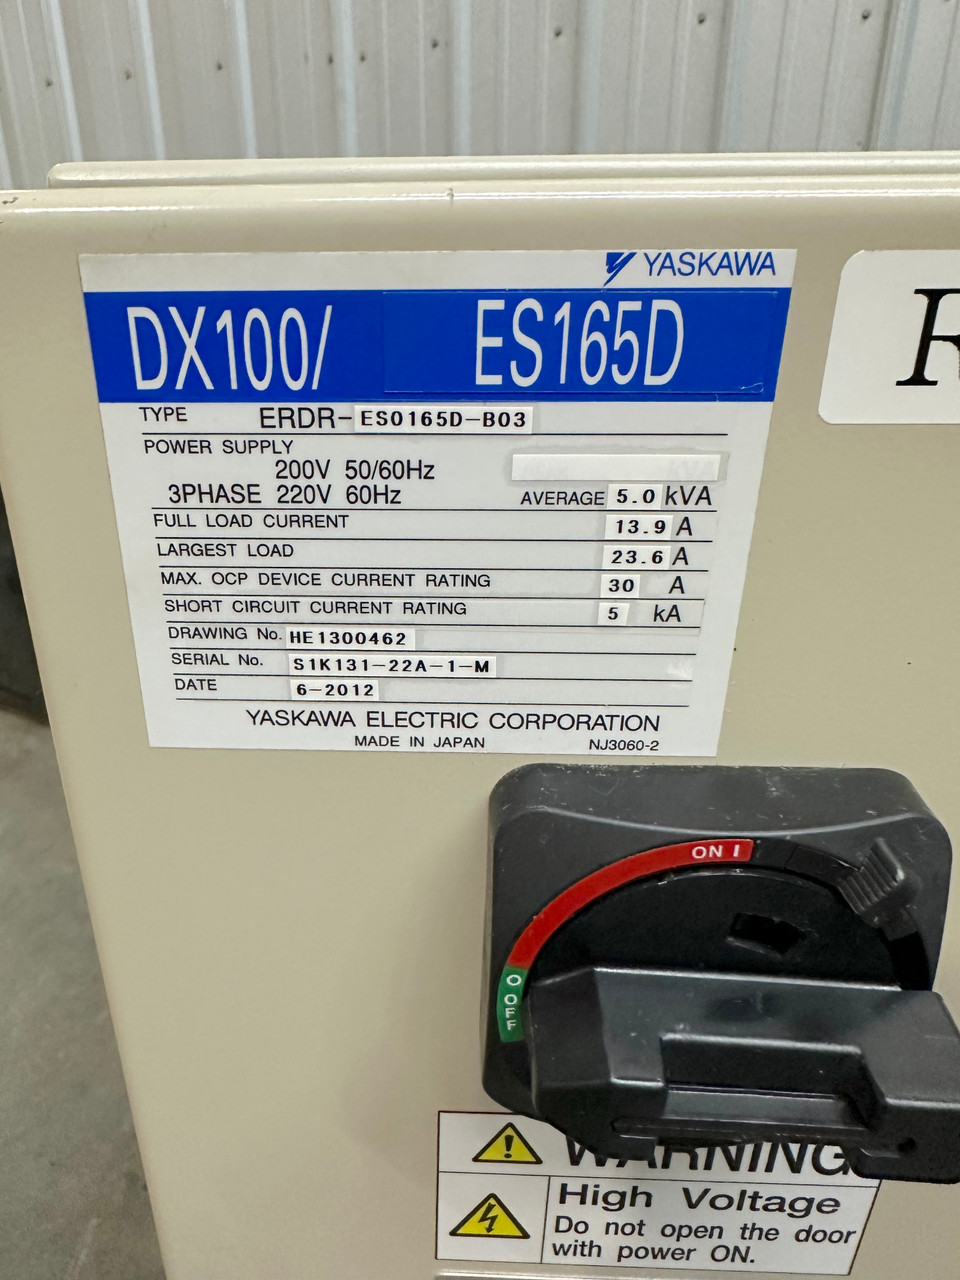 YASKAWA
DX100/ ES165D
TYPE ERDR-ES0165D-B03
POWER SUPPLY
200V 50/60Hz
3PHASE 220V 60Hz AVERAGE 5.0 kVA
FULL LOAD CURRENT 13.9 A
LARGEST LOAD 23.6 A
MAX. OCP DEVICE CURRENT RATING 30 A
SHORT CIRCUIT CURRENT RATING 5 kA
DRAWING No. HE1300462
SERIAL No. S1K131-22A-1-M
DATE 6-2012
YASKAWA ELECTRIC CORPORATION
MADE IN JAPAN NJ3060-2
R
ON I
O OFF
WARNING
High Voltage
Do not open the door
with power ON.